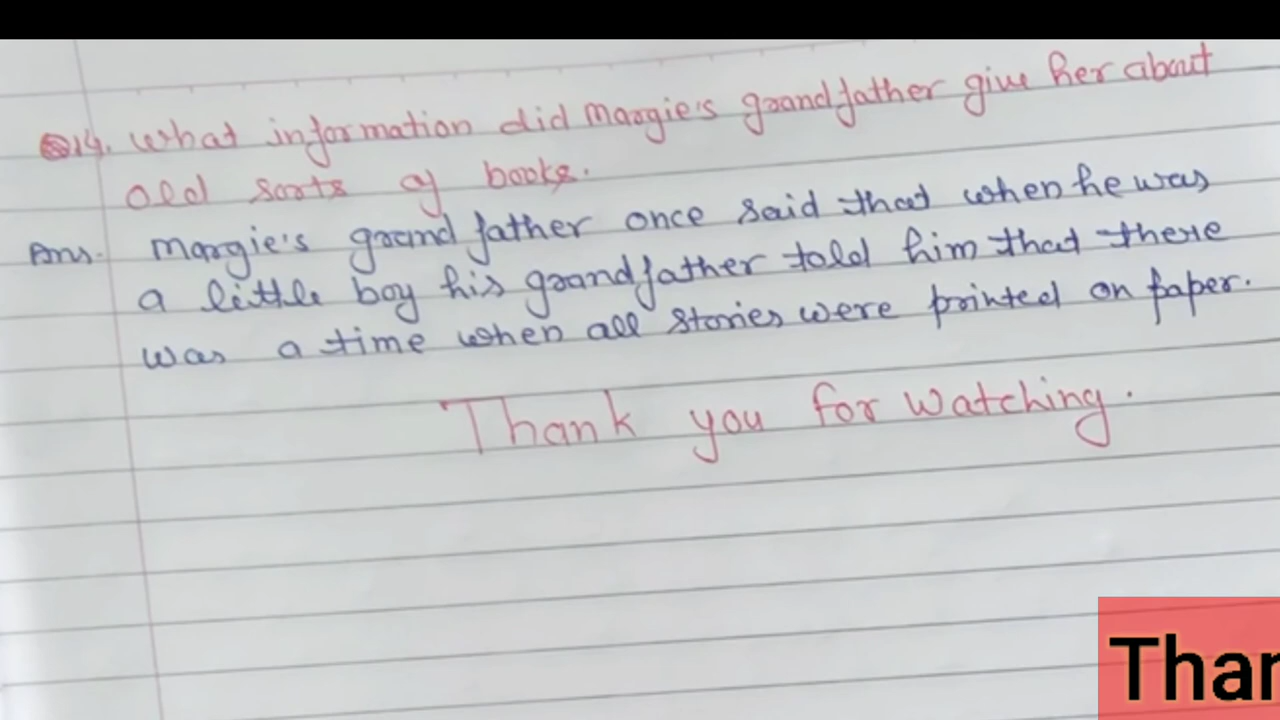 Q14. What information did Margie's grandfather give her about
old sorts of books.
Ans. Margie's grandfather once said that when he was
a little boy his grandfather told him that there
was a time when all stories were printed on paper.
Thank you for watching.
Than